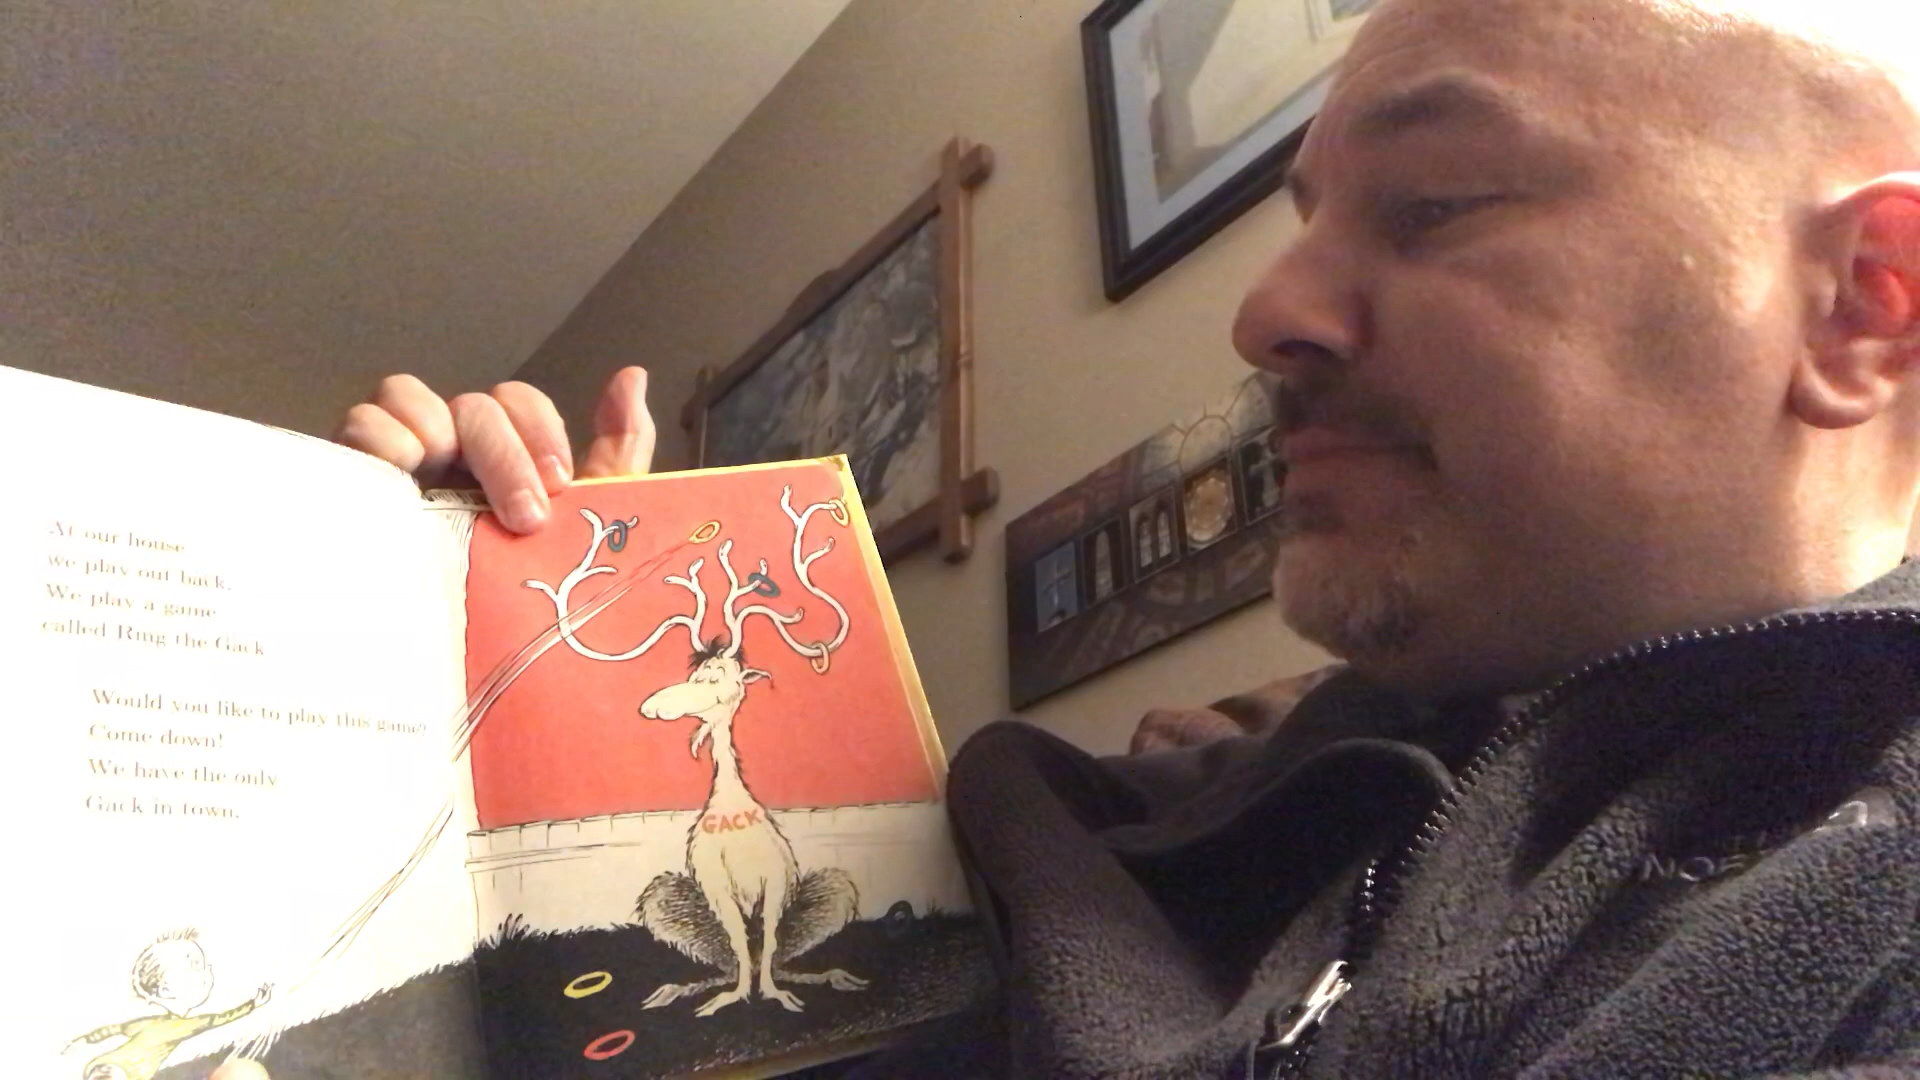 At our house
we play out back.
We play a game
called Ring the Gack
Would you like to play this game?
Come down!
We have the only
Gack in town.
GACK